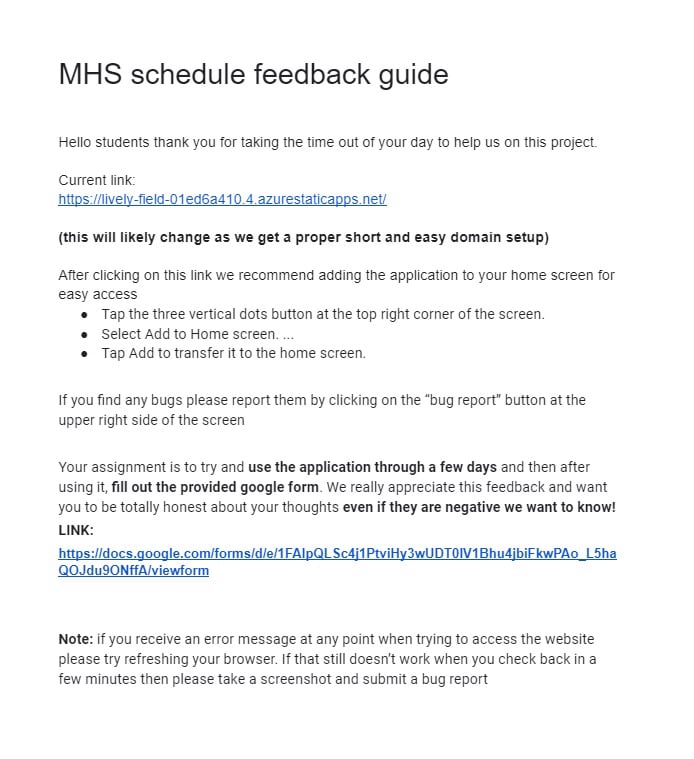 MHS schedule feedback guide
Hello students thank you for taking the time out of your day to help us on this project.
Current link:
https://lively-field-01ed6a410.4.azurestaticapps.net/
(this will likely change as we get a proper short and easy domain setup)
After clicking on this link we recommend adding the application to your home screen for
easy access
● Tap the three vertical dots button at the top right corner of the screen.
● Select Add to Home screen. ...
● Tap Add to transfer it to the home screen.
If you find any bugs please report them by clicking on the “bug report” button at the
upper right side of the screen
Your assignment is to try and use the application through a few days and then after
using it, fill out the provided google form. We really appreciate this feedback and want
you to be totally honest about your thoughts even if they are negative we want to know!
LINK:
https://docs.google.com/forms/d/e/1FAIpQLSc4j1PtviHy3wUDT0IV1Bhu4jbiFkwPAo_L5ha
QOJdu9ONffA/viewform
Note: if you receive an error message at any point when trying to access the website
please try refreshing your browser. If that still doesn’t work when you check back in a
few minutes then please take a screenshot and submit a bug report